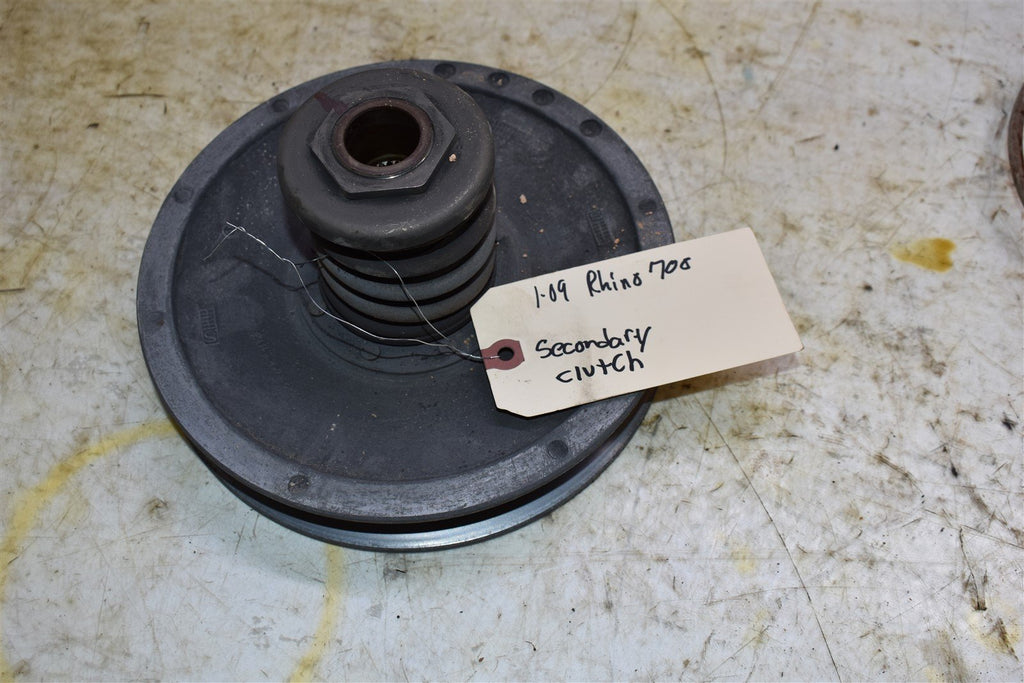 1-09 Rhino 700
Secondary
clutch